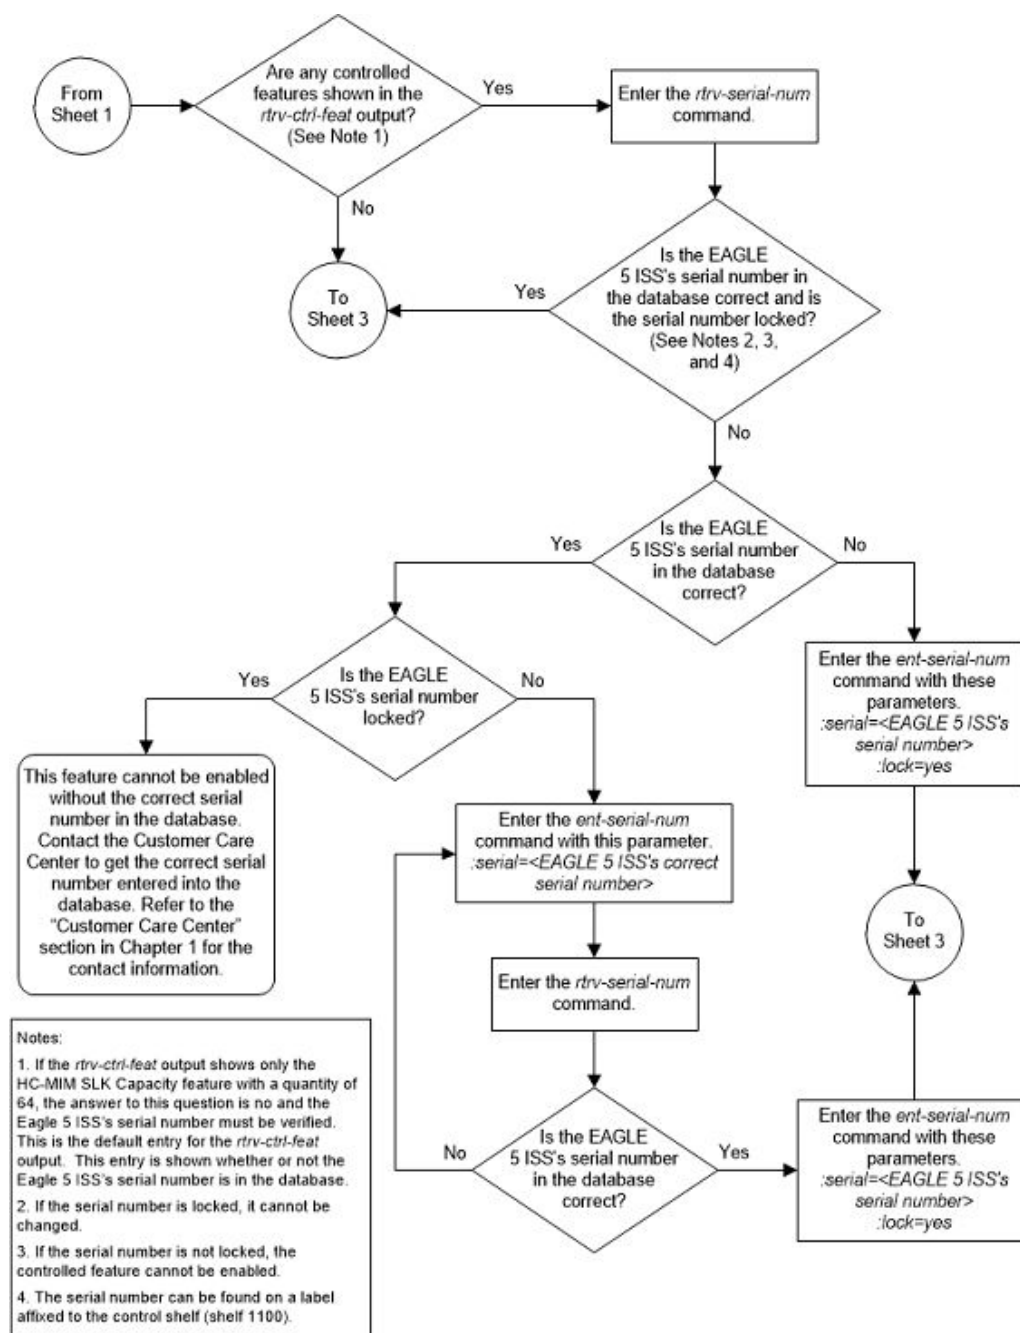 From
Sheet 1
Are any controlled
features shown in the
rtrv-ctrl-feat output?
(See Note 1)
Yes
Enter the rtrv-serial-num
command.
No
To
Sheet 3
Yes
Is the EAGLE
5 ISS's serial number in
the database correct and is
the serial number locked?
(See Notes 2, 3,
and 4)
No
Yes
Is the EAGLE
5 ISS's serial number
in the database
correct?
No
Yes
Is the EAGLE
5 ISS's serial number
locked?
No
Enter the ent-serial-num
command with these
parameters.
:serial=<EAGLE 5 ISS's
serial number>
:lock=yes
This feature cannot be enabled
without the correct serial
number in the database.
Contact the Customer Care
Center to get the correct serial
number entered into the
database. Refer to the
"Customer Care Center"
section in Chapter 1 for the
contact information.
Enter the ent-serial-num
command with this parameter.
:serial=<EAGLE 5 ISS's correct
serial number>
To
Sheet 3
Enter the rtrv-serial-num
command.
No
Is the EAGLE
5 ISS's serial number
in the database
correct?
Yes
Enter the ent-serial-num
command with these
parameters.
:serial=<EAGLE 5 ISS's
serial number>
:lock=yes
Notes:
1. If the rtrv-ctrl-feat output shows only the
HC-MIM SLK Capacity feature with a quantity of
64, the answer to this question is no and the
Eagle 5 ISS's serial number must be verified.
This is the default entry for the rtrv-ctrl-feat
output. This entry is shown whether or not the
Eagle 5 ISS's serial number is in the database.
2. If the serial number is locked, it cannot be
changed.
3. If the serial number is not locked, the
controlled feature cannot be enabled.
4. The serial number can be found on a label
affixed to the control shelf (shelf 1100).